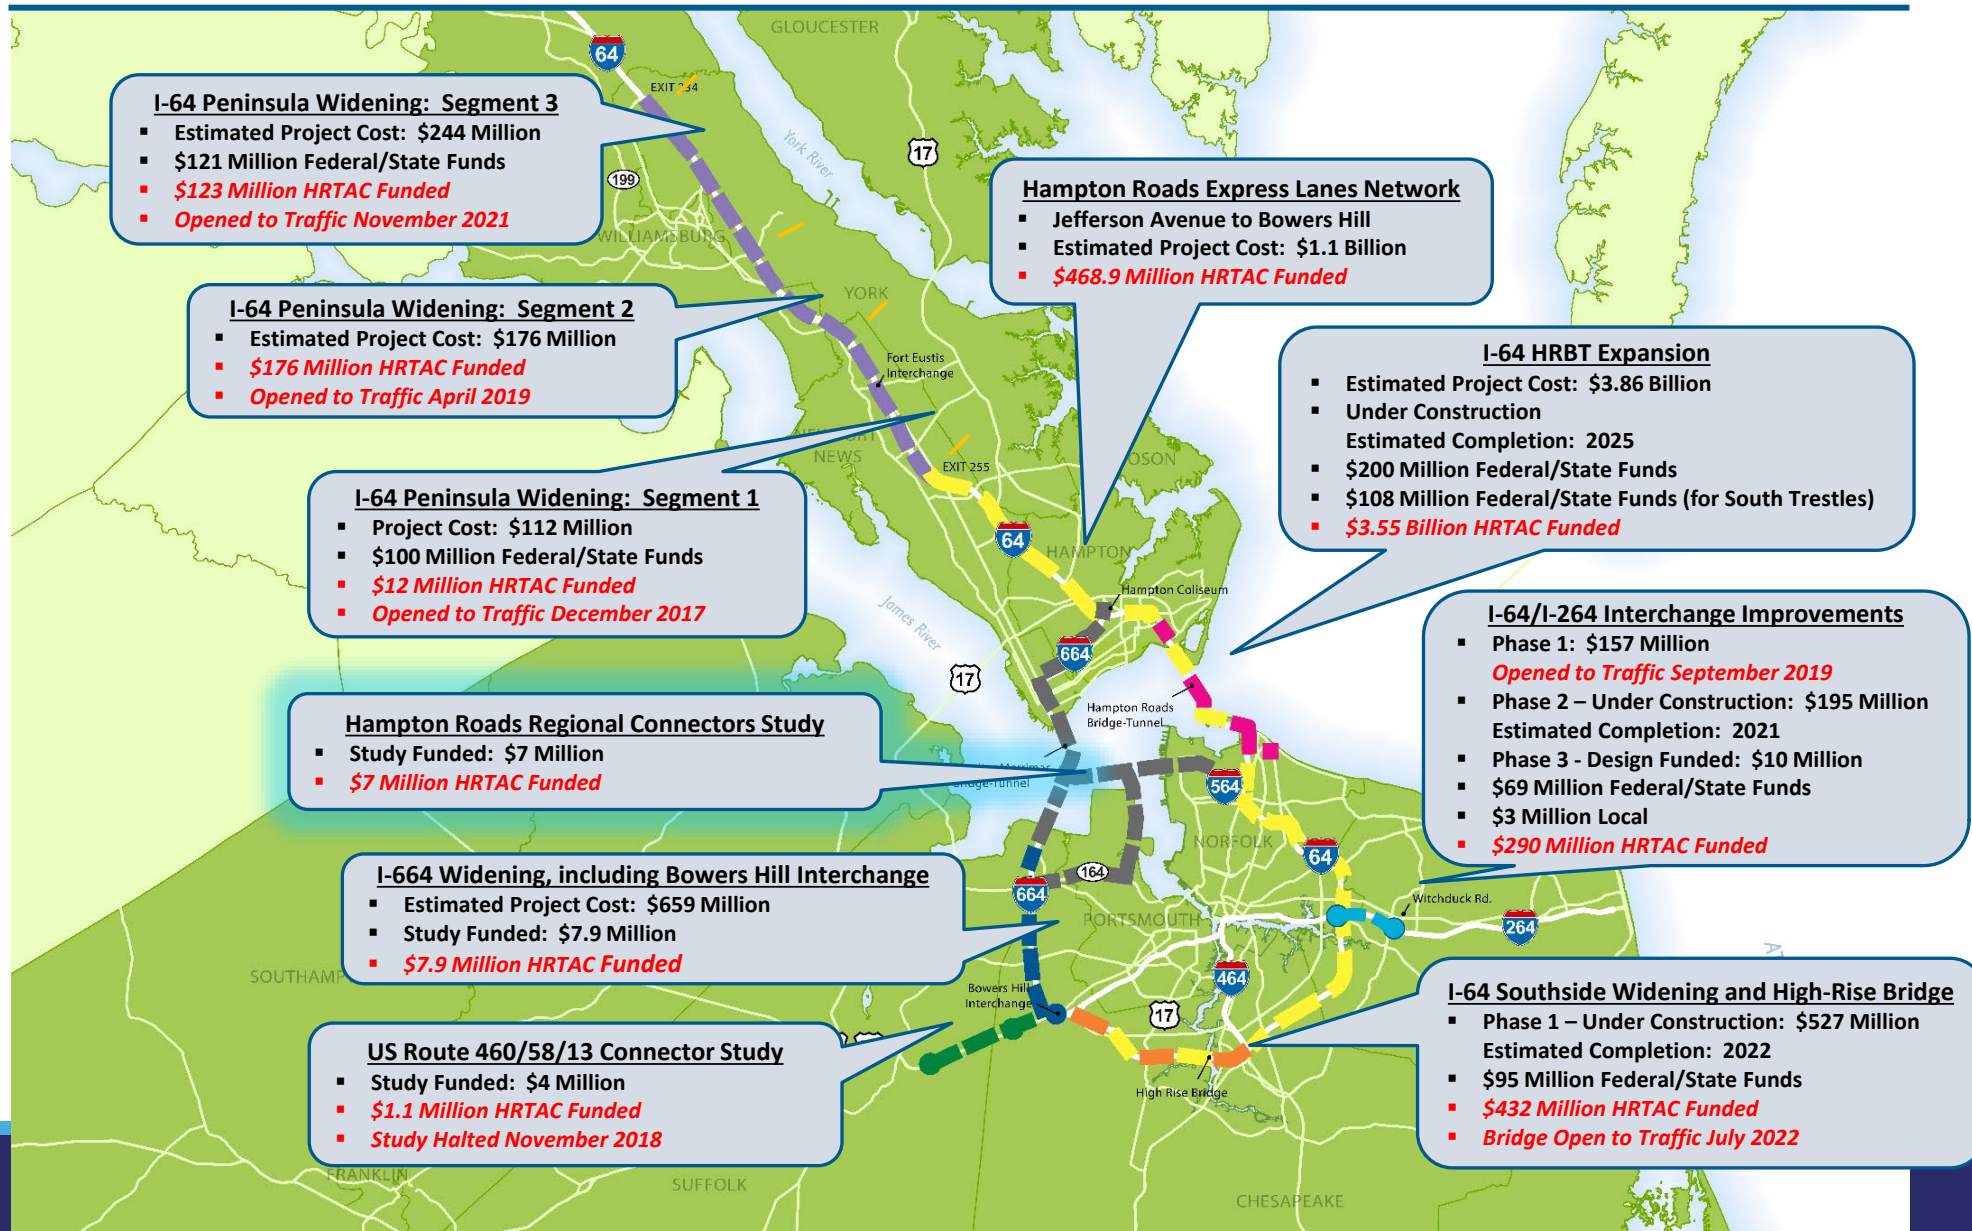 GLOUCESTER
64
EXIT 234
I-64 Peninsula Widening: Segment 3
▪ Estimated Project Cost: $244 Million
▪ $121 Million Federal/State Funds
▪ $123 Million HRTAC Funded
▪ Opened to Traffic November 2021
York River
17
199
WILLIAMSBURG
Hampton Roads Express Lanes Network
▪ Jefferson Avenue to Bowers Hill
▪ Estimated Project Cost: $1.1 Billion
▪ $468.9 Million HRTAC Funded
I-64 Peninsula Widening: Segment 2
▪ Estimated Project Cost: $176 Million
▪ $176 Million HRTAC Funded
▪ Opened to Traffic April 2019
YORK
Fort Eustis
Interchange
I-64 HRBT Expansion
▪ Estimated Project Cost: $3.86 Billion
▪ Under Construction
Estimated Completion: 2025
▪ $200 Million Federal/State Funds
▪ $108 Million Federal/State Funds (for South Trestles)
▪ $3.55 Billion HRTAC Funded
NEWPORT
NEWS
EXIT 255
I-64 Peninsula Widening: Segment 1
▪ Project Cost: $112 Million
▪ $100 Million Federal/State Funds
▪ $12 Million HRTAC Funded
▪ Opened to Traffic December 2017
64
HAMPTON
Hampton Coliseum
James River
664
17
I-64/I-264 Interchange Improvements
▪ Phase 1: $157 Million
Opened to Traffic September 2019
▪ Phase 2 – Under Construction: $195 Million
Estimated Completion: 2021
▪ Phase 3 - Design Funded: $10 Million
▪ $69 Million Federal/State Funds
▪ $3 Million Local
▪ $290 Million HRTAC Funded
Hampton Roads
Bridge-Tunnel
Hampton Roads Regional Connectors Study
▪ Study Funded: $7 Million
▪ $7 Million HRTAC Funded
564
NORFOLK
64
I-664 Widening, including Bowers Hill Interchange
▪ Estimated Project Cost: $659 Million
▪ Study Funded: $7.9 Million
▪ $7.9 Million HRTAC Funded
164
664
PORTSMOUTH
Witchduck Rd.
264
464
SOUTHAMP
Bowers Hill
Interchange
17
I-64 Southside Widening and High-Rise Bridge
▪ Phase 1 – Under Construction: $527 Million
Estimated Completion: 2022
▪ $95 Million Federal/State Funds
▪ $432 Million HRTAC Funded
▪ Bridge Open to Traffic July 2022
US Route 460/58/13 Connector Study
▪ Study Funded: $4 Million
▪ $1.1 Million HRTAC Funded
▪ Study Halted November 2018
High Rise Bridge
FRANKLIN
SUFFOLK
CHESAPEAKE